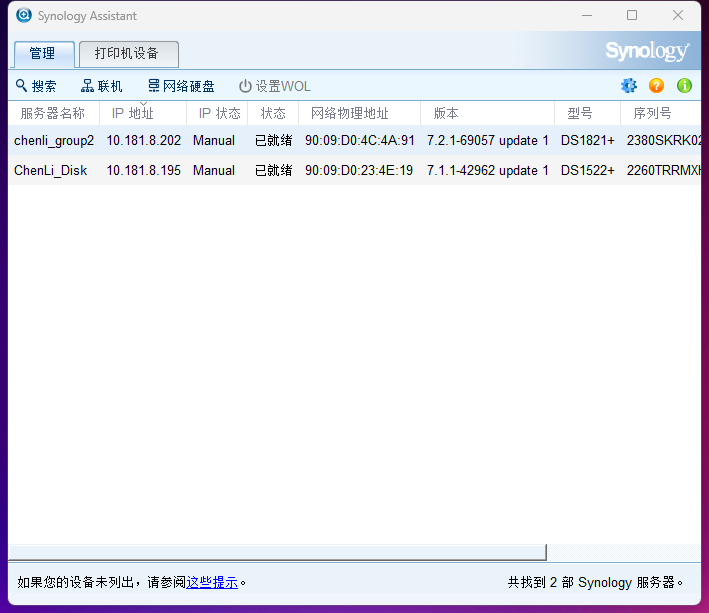 Synology Assistant
管理 打印机设备 Synology
搜索 联机 网络硬盘 设置WOL
服务器名称 IP 地址 IP 状态 状态 网络物理地址 版本 型号 序列号
chenli_group2 10.181.8.202 Manual 已就绪 90:09:D0:4C:4A:91 7.2.1-69057 update 1 DS1821+ 2380SKRK02
ChenLi_Disk 10.181.8.195 Manual 已就绪 90:09:D0:23:4E:19 7.1.1-42962 update 1 DS1522+ 2260TRRMX
如果您的设备未列出，请参阅这些提示。 共找到 2 部 Synology 服务器。